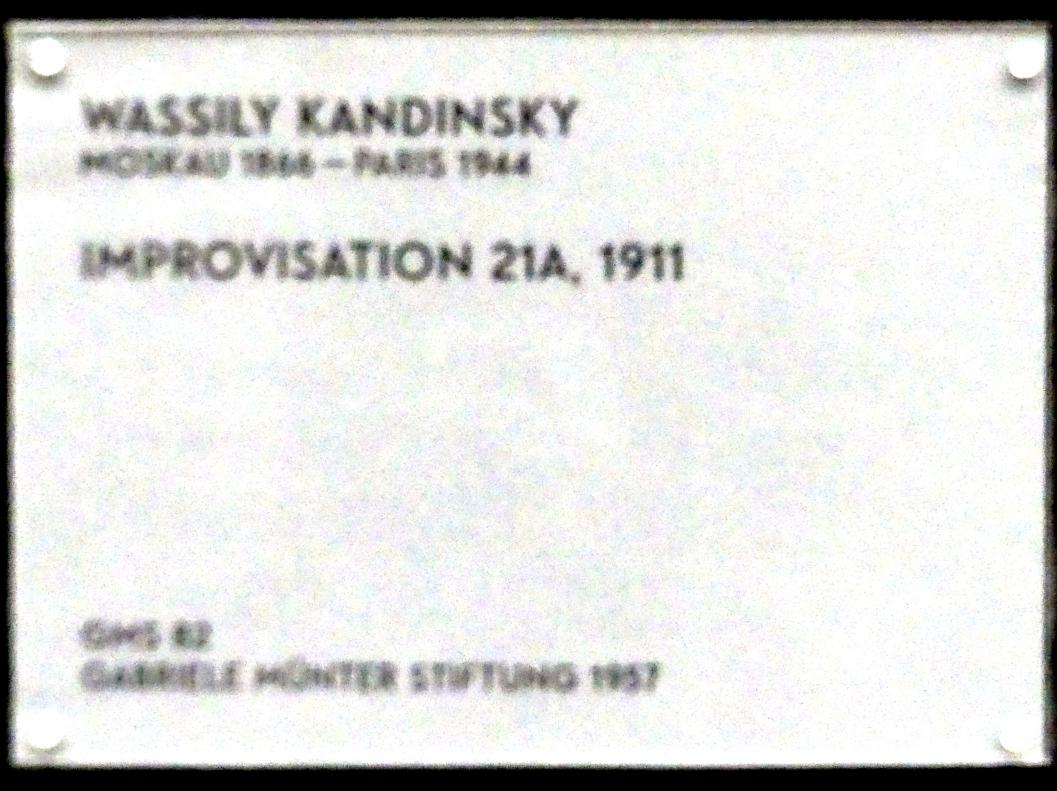 WASSILY KANDINSKY
MOSKAU 1866 – PARIS 1944
IMPROVISATION 21A, 1911
GMS 82
GABRIELE MÜNTER STIFTUNG 1957